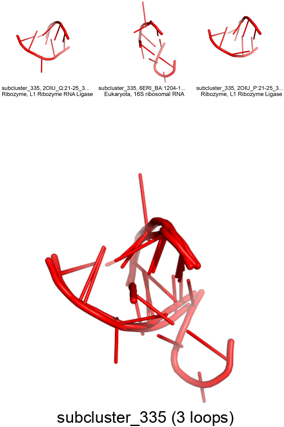 subcluster_335, 2OIU_Q:21-25_3...
Ribozyme, L1 Ribozyme RNA Ligase
subcluster_335, 6ERI_BA:1204-1...
Eukaryota, 16S ribosomal RNA
subcluster_335, 2OIU_P:21-25_3...
Ribozyme, L1 Ribozyme Ligase
subcluster_335 (3 loops)